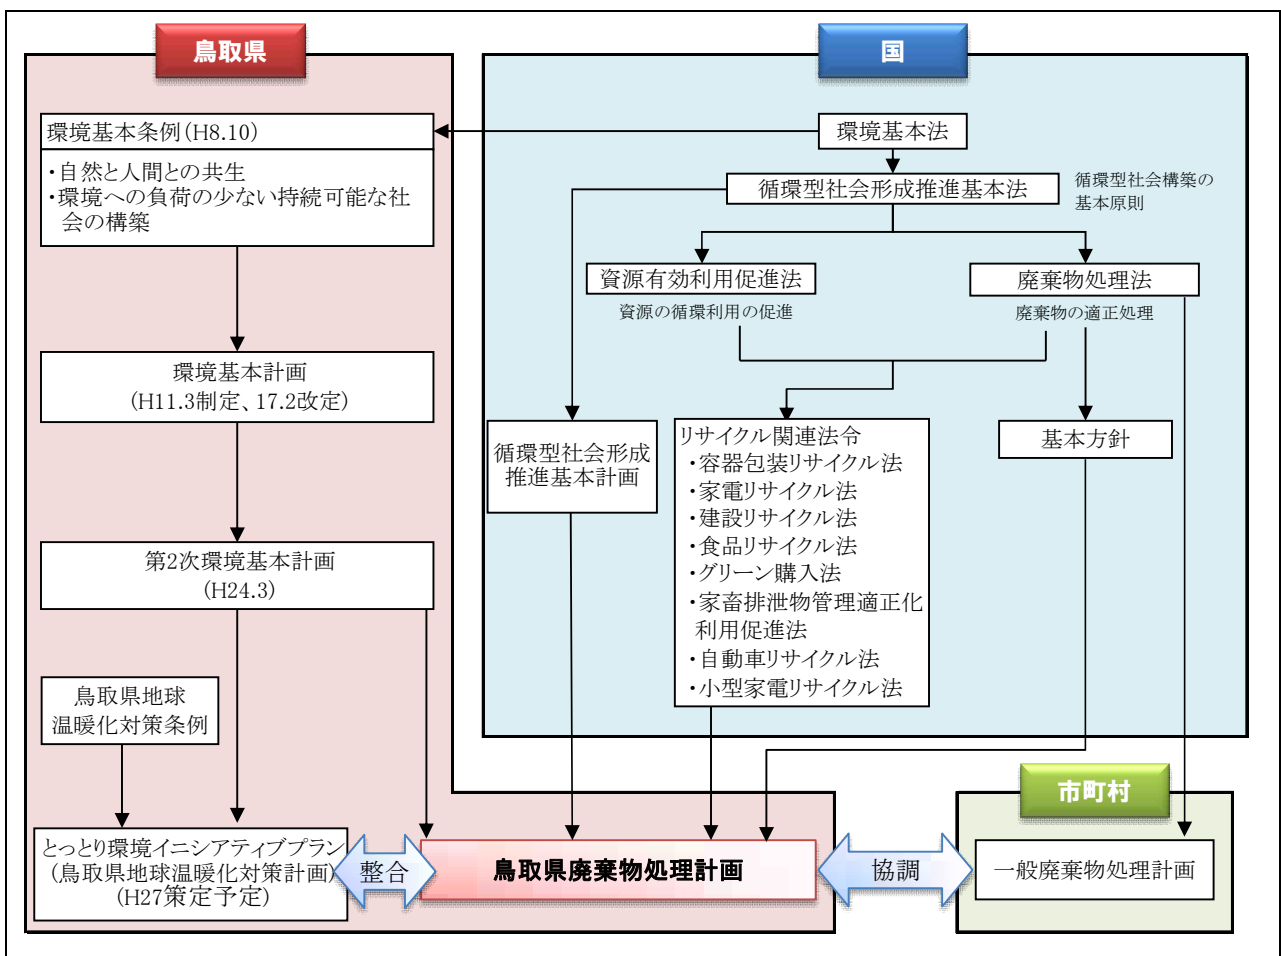 鳥取県
環境基本条例(H8.10)
・自然と人間との共生
・環境への負荷の少ない持続可能な社
会の構築
環境基本計画
(H11.3制定、17.2改定)
第2次環境基本計画
(H24.3)
鳥取県地球
温暖化対策条例
とっとり環境イニシアティブプラン
(鳥取県地球温暖化対策計画)
(H27策定予定)
整合
鳥取県廃棄物処理計画
協調
国
環境基本法
循環型社会形成推進基本法
循環型社会構築の
基本原則
資源有効利用促進法
資源の循環利用の促進
廃棄物処理法
廃棄物の適正処理
循環型社会形成
推進基本計画
リサイクル関連法令
・容器包装リサイクル法
・家電リサイクル法
・建設リサイクル法
・食品リサイクル法
・グリーン購入法
・家畜排泄物管理適正化
利用促進法
・自動車リサイクル法
・小型家電リサイクル法
基本方針
市町村
一般廃棄物処理計画